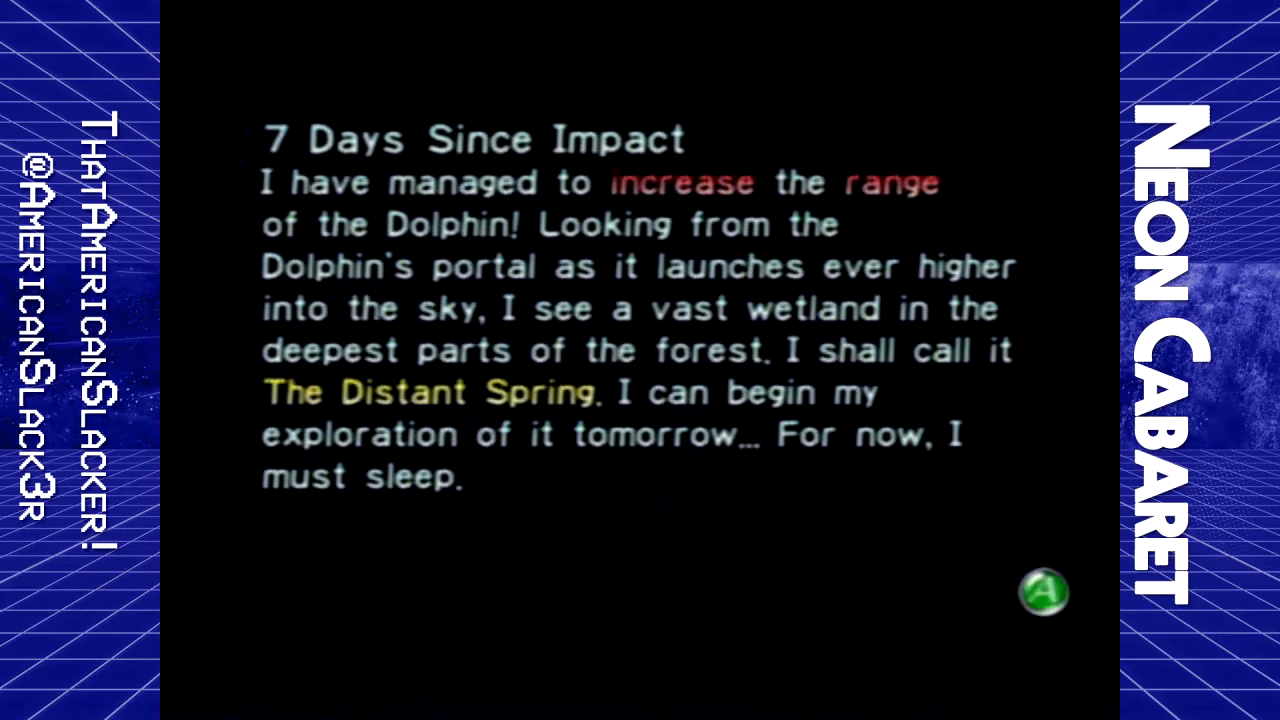 ThatAmericanSlacker!
@AmericanSlack3r
7 Days Since Impact
I have managed to increase the range
of the Dolphin! Looking from the
Dolphin's portal as it launches ever higher
into the sky, I see a vast wetland in the
deepest parts of the forest. I shall call it
The Distant Spring. I can begin my
exploration of it tomorrow... For now, I
must sleep.
A
Neon Cabaret